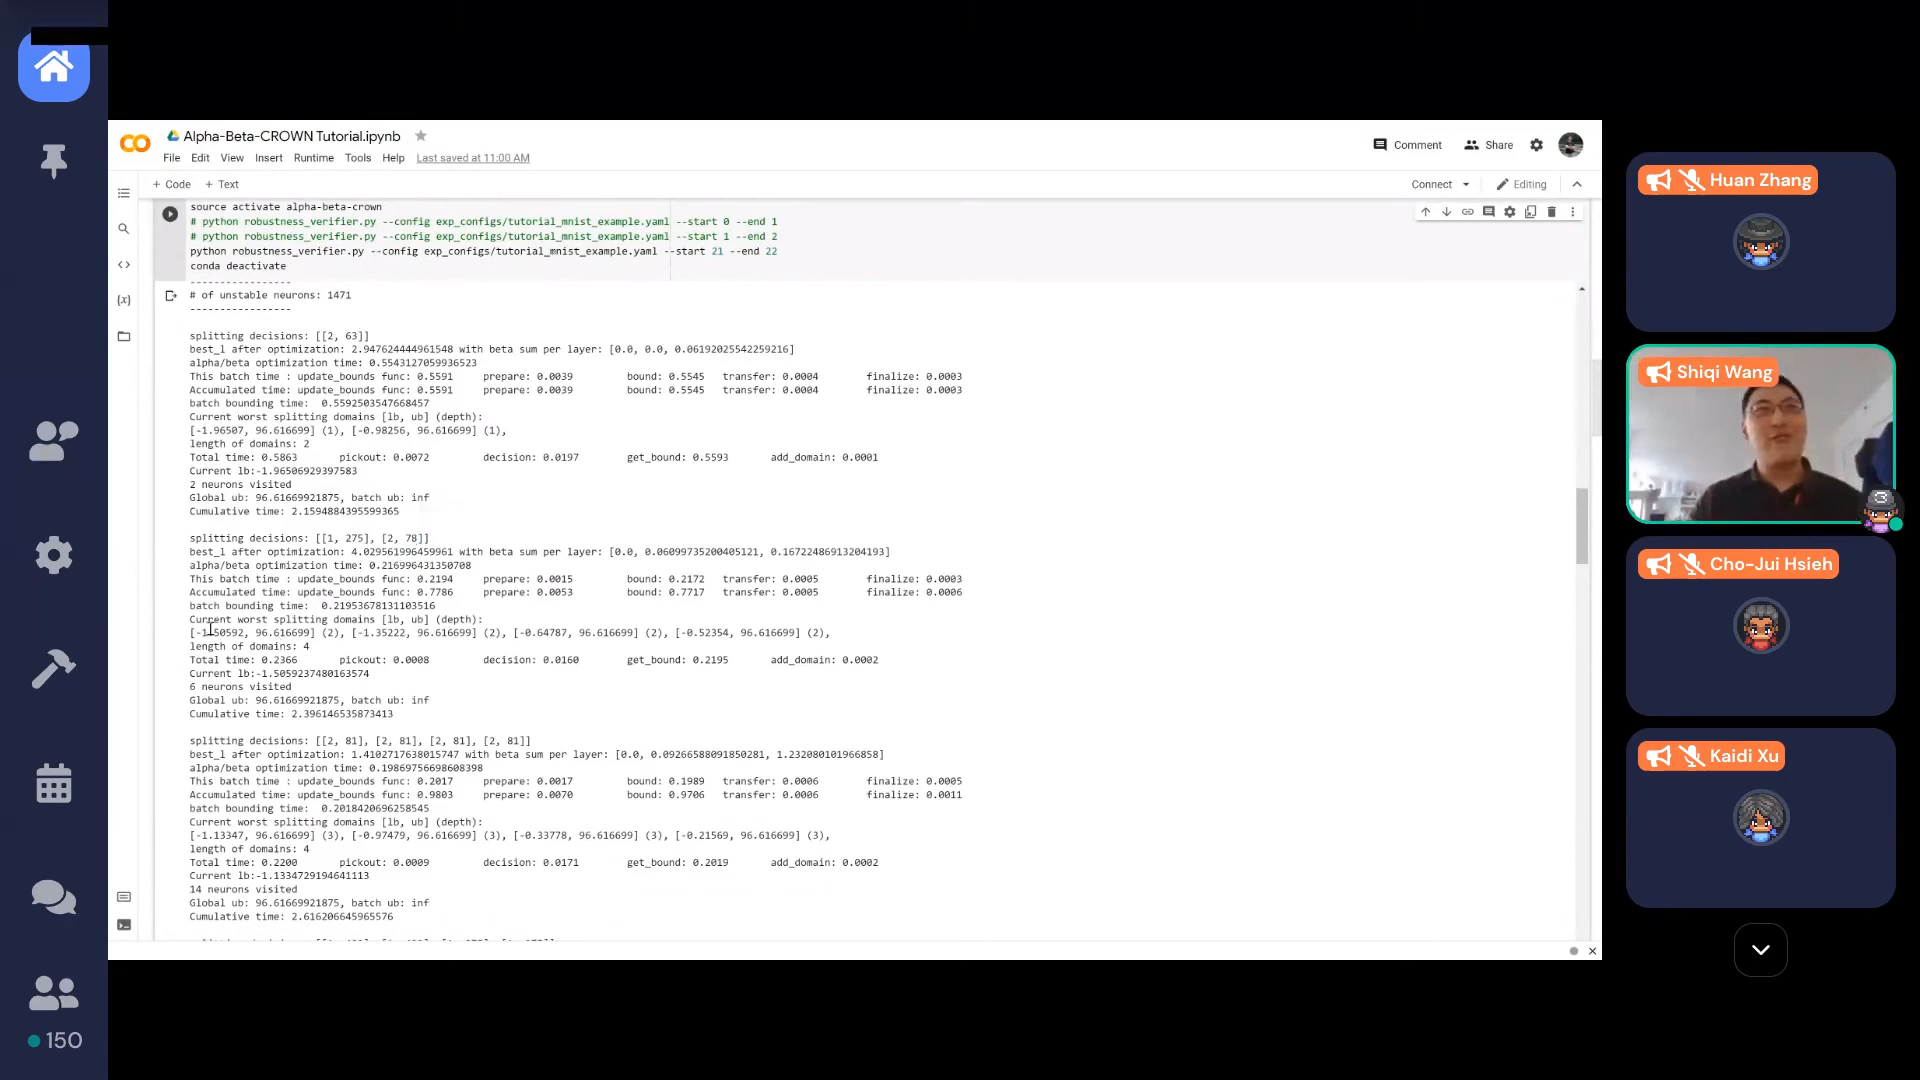 Alpha-Beta-CROWN Tutorial.ipynb
File Edit View Insert Runtime Tools Help Last saved at 11:00 AM
Comment Share
+ Code + Text
Connect Editing
source activate alpha-beta-crown
# python robustness_verifier.py --config exp_configs/tutorial_mnist_example.yaml --start 0 --end 1
# python robustness_verifier.py --config exp_configs/tutorial_mnist_example.yaml --start 1 --end 2
python robustness_verifier.py --config exp_configs/tutorial_mnist_example.yaml --start 21 --end 22
conda deactivate
-----------------
# of unstable neurons: 1471
-----------------
splitting decisions: [[2, 63]]
best_l after optimization: 2.947624444961548 with beta sum per layer: [0.0, 0.0, 0.06192025542259216]
alpha/beta optimization time: 0.5543127059936523
This batch time : update_bounds func: 0.5591 prepare: 0.0039 bound: 0.5545 transfer: 0.0004 finalize: 0.0003
Accumulated time: update_bounds func: 0.5591 prepare: 0.0039 bound: 0.5545 transfer: 0.0004 finalize: 0.0003
batch bounding time: 0.5592503547668457
Current worst splitting domains [lb, ub] (depth):
[-1.96507, 96.616699] (1), [-0.98256, 96.616699] (1),
length of domains: 2
Total time: 0.5863 pickout: 0.0072 decision: 0.0197 get_bound: 0.5593 add_domain: 0.0001
Current lb:-1.96506929397583
2 neurons visited
Global ub: 96.61669921875, batch ub: inf
Cumulative time: 2.1594884395599365
splitting decisions: [[1, 275], [2, 78]]
best_l after optimization: 4.029561996459961 with beta sum per layer: [0.0, 0.06099735200405121, 0.16722486913204193]
alpha/beta optimization time: 0.216996431350708
This batch time : update_bounds func: 0.2194 prepare: 0.0015 bound: 0.2172 transfer: 0.0005 finalize: 0.0003
Accumulated time: update_bounds func: 0.7786 prepare: 0.0053 bound: 0.7717 transfer: 0.0005 finalize: 0.0006
batch bounding time: 0.21953678131103516
Current worst splitting domains [lb, ub] (depth):
[-1.50592, 96.616699] (2), [-1.35222, 96.616699] (2), [-0.64787, 96.616699] (2), [-0.52354, 96.616699] (2),
length of domains: 4
Total time: 0.2366 pickout: 0.0008 decision: 0.0160 get_bound: 0.2195 add_domain: 0.0002
Current lb:-1.5059237480163574
6 neurons visited
Global ub: 96.61669921875, batch ub: inf
Cumulative time: 2.396146535873413
splitting decisions: [[2, 81], [2, 81], [2, 81], [2, 81]]
best_l after optimization: 1.4102717638015747 with beta sum per layer: [0.0, 0.09266588091850281, 1.232080101966858]
alpha/beta optimization time: 0.19869756698608398
This batch time : update_bounds func: 0.2017 prepare: 0.0017 bound: 0.1989 transfer: 0.0006 finalize: 0.0005
Accumulated time: update_bounds func: 0.9803 prepare: 0.0070 bound: 0.9706 transfer: 0.0006 finalize: 0.0011
batch bounding time: 0.2018420696258545
Current worst splitting domains [lb, ub] (depth):
[-1.13347, 96.616699] (3), [-0.97479, 96.616699] (3), [-0.33778, 96.616699] (3), [-0.21569, 96.616699] (3),
length of domains: 4
Total time: 0.2200 pickout: 0.0009 decision: 0.0171 get_bound: 0.2019 add_domain: 0.0002
Current lb:-1.1334729194641113
14 neurons visited
Global ub: 96.61669921875, batch ub: inf
Cumulative time: 2.616206645965576
Huan Zhang
Shiqi Wang
Cho-Jui Hsieh
Kaidi Xu
150